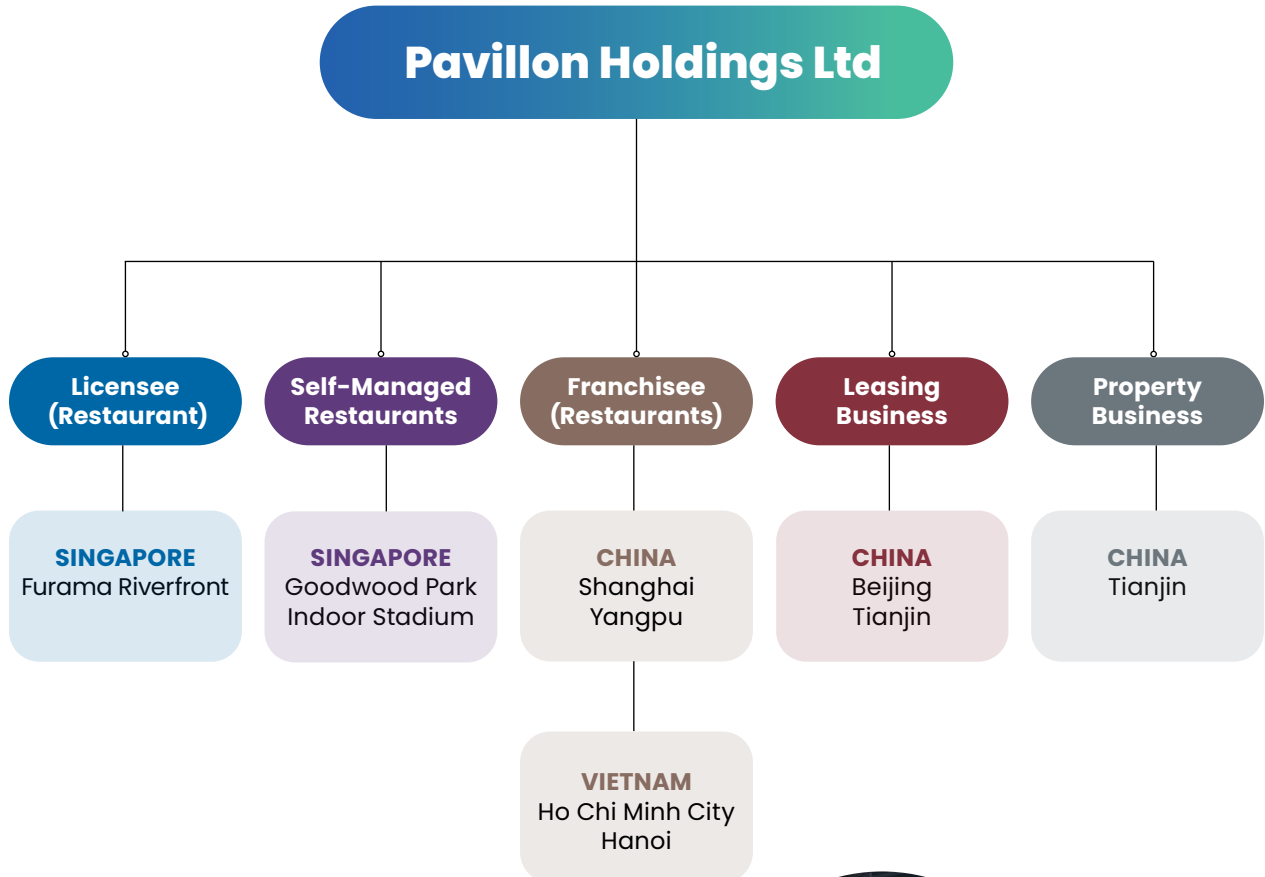 Pavillon Holdings Ltd
Licensee
(Restaurant)
Self-Managed
Restaurants
Franchisee
(Restaurants)
Leasing
Business
Property
Business
SINGAPORE
Furama Riverfront
SINGAPORE
Goodwood Park
Indoor Stadium
CHINA
Shanghai
Yangpu
CHINA
Beijing
Tianjin
CHINA
Tianjin
VIETNAM
Ho Chi Minh City
Hanoi